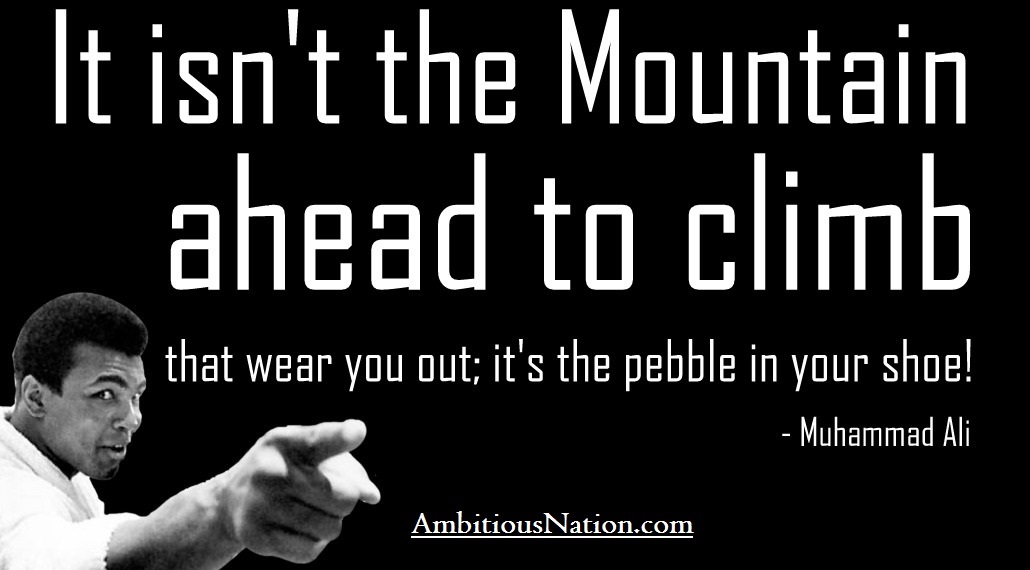 It isn't the Mountain
ahead to climb
that wear you out; it's the pebble in your shoe!
- Muhammad Ali
AmbitiousNation.com